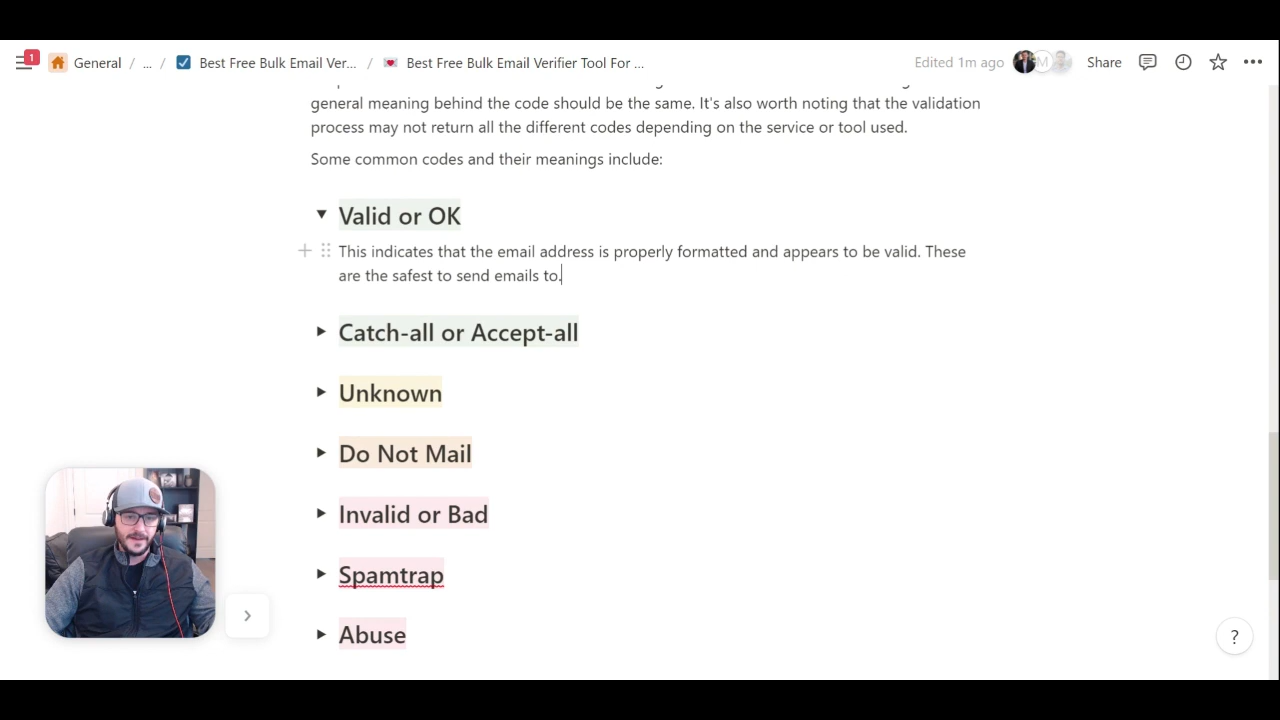 1
General / ... / Best Free Bulk Email Ver... / Best Free Bulk Email Verifier Tool For ...
Edited 1m ago M Share
general meaning behind the code should be the same. It's also worth noting that the validation
process may not return all the different codes depending on the service or tool used.
Some common codes and their meanings include:
Valid or OK
This indicates that the email address is properly formatted and appears to be valid. These
are the safest to send emails to.
Catch-all or Accept-all
Unknown
Do Not Mail
Invalid or Bad
Spamtrap
Abuse
?